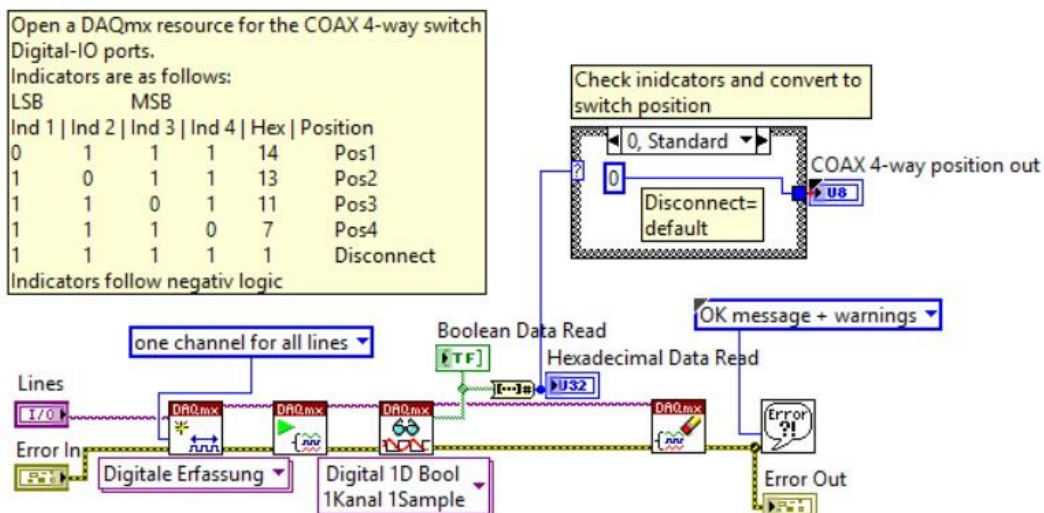 Open a DAQmx resource for the COAX 4-way switch
Digital-IO ports.
Indicators are as follows:
LSB MSB
Ind 1 | Ind 2 | Ind 3 | Ind 4 | Hex | Position
0 1 1 1 14 Pos1
1 0 1 1 13 Pos2
1 1 0 1 11 Pos3
1 1 1 0 7 Pos4
1 1 1 1 1 Disconnect
Indicators follow negativ logic
Check inidcators and convert to
switch position
0, Standard
?
0
Disconnect=
default
COAX 4-way position out
U8
one channel for all lines
Boolean Data Read
TF]
Hexadecimal Data Read
U32
[...]#
OK message + warnings
Lines
I/O
DAQmx
DAQmx
DAQmx
DAQmx
Error
?!
Error In
Digitale Erfassung
Digital 1D Bool
1Kanal 1Sample
Error Out